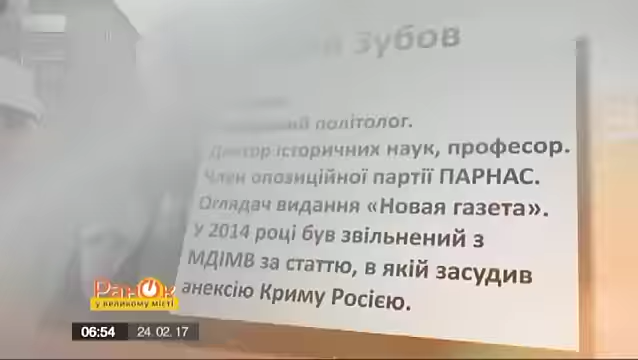 Зубов
політолог.
Доктор історичних наук, професор.
Член опозиційної партії ПАРНАС.
Оглядач видання «Новая газета».
У 2014 році був звільнений з
МДІМВ за статтю, в якій засудив
анексію Криму Росією.
Ранок
у великому місті
06:54 24.02.17